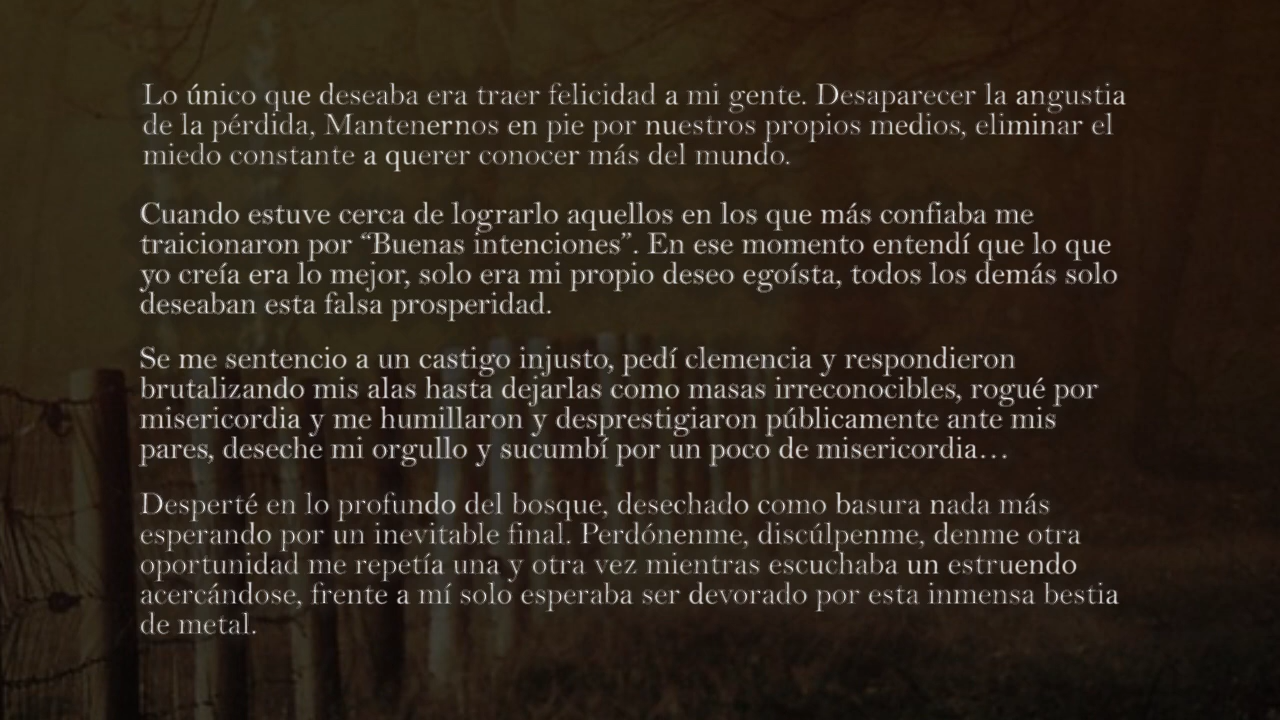 Lo único que deseaba era traer felicidad a mi gente. Desaparecer la angustia
de la pérdida, Mantenernos en pie por nuestros propios medios, eliminar el
miedo constante a querer conocer más del mundo.
Cuando estuve cerca de lograrlo aquellos en los que más confiaba me
traicionaron por “Buenas intenciones”. En ese momento entendí que lo que
yo creía era lo mejor, solo era mi propio deseo egoísta, todos los demás solo
deseaban esta falsa prosperidad.
Se me sentencio a un castigo injusto, pedí clemencia y respondieron
brutalizando mis alas hasta dejarlas como masas irreconocibles, rogué por
misericordia y me humillaron y desprestigiaron públicamente ante mis
pares, deseche mi orgullo y sucumbí por un poco de misericordia…
Desperté en lo profundo del bosque, desechado como basura nada más
esperando por un inevitable final. Perdónenme, discúlpenme, denme otra
oportunidad me repetía una y otra vez mientras escuchaba un estruendo
acercándose, frente a mí solo esperaba ser devorado por esta inmensa bestia
de metal.